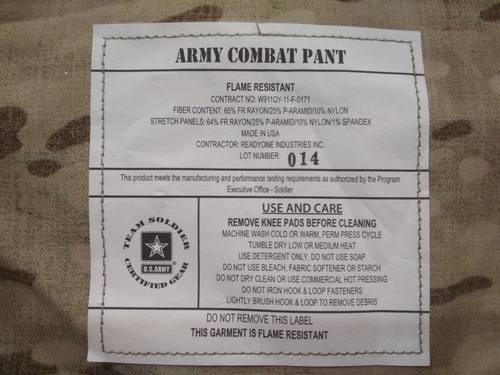 ARMY COMBAT PANT
FLAME RESISTANT
CONTRACT NO: W911QY-11-F-0171
FIBER CONTENT: 65% FR RAYON/25% P-ARAMID/10% NYLON
STRETCH PANELS: 64% FR RAYON/25% P-ARAMID/10% NYLON/1% SPANDEX
MADE IN USA
CONTRACTOR: READYONE INDUSTRIES INC.
LOT NUMBER: 014
This product meets the manufacturing and performance testing requirements as authorized by the Program
Executive Office - Soldier
TEAM SOLDIER
U.S.ARMY
CERTIFIED GEAR
USE AND CARE
REMOVE KNEE PADS BEFORE CLEANING
MACHINE WASH COLD OR WARM, PERM PRESS CYCLE
TUMBLE DRY LOW OR MEDIUM HEAT
USE DETERGENT ONLY, DO NOT USE SOAP
DO NOT USE BLEACH, FABRIC SOFTENER OR STARCH
DO NOT DRY CLEAN OR USE COMMERCIAL HOT PRESSING
DO NOT IRON HOOK & LOOP FASTENERS
LIGHTLY BRUSH HOOK & LOOP TO REMOVE DEBRIS
DO NOT REMOVE THIS LABEL
THIS GARMENT IS FLAME RESISTANT